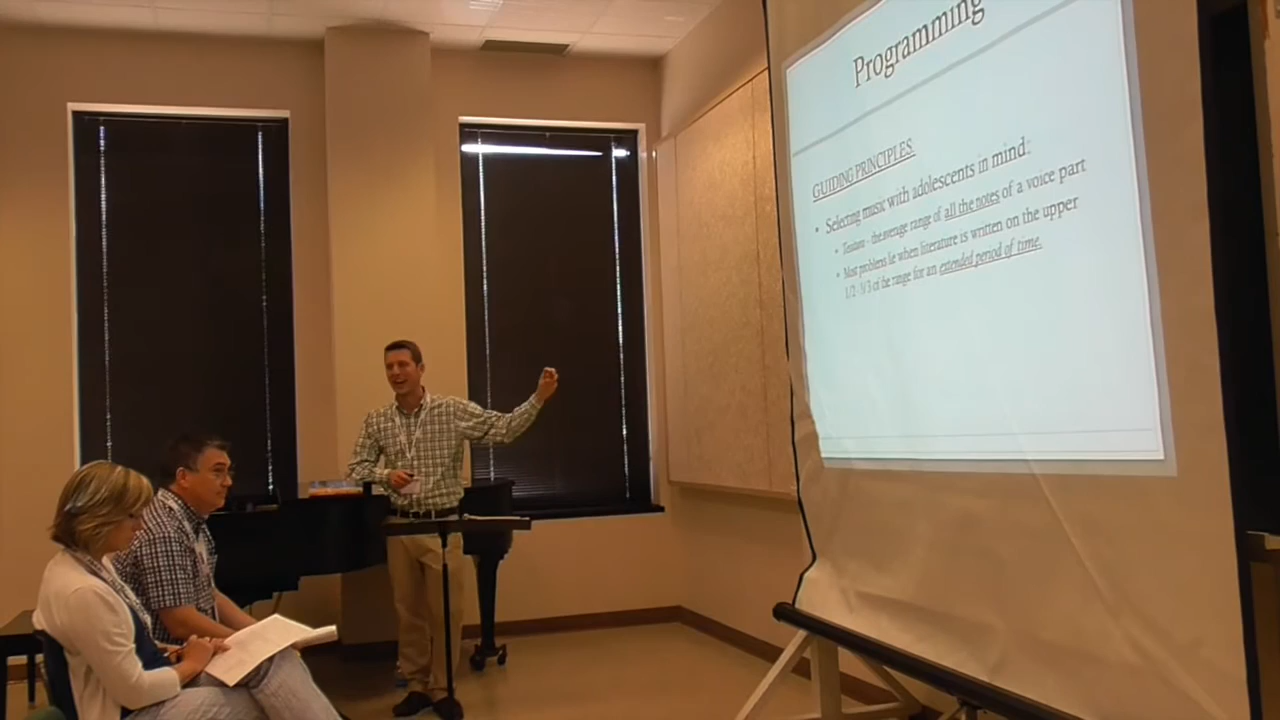 Programming
GUIDING PRINCIPLES
• Selecting music with adolescents in mind:
• Tessitura - the average range of all the notes of a voice part
• Most problems lie when literature is written on the upper
1/2 - 1/3 of the range for an extended period of time.